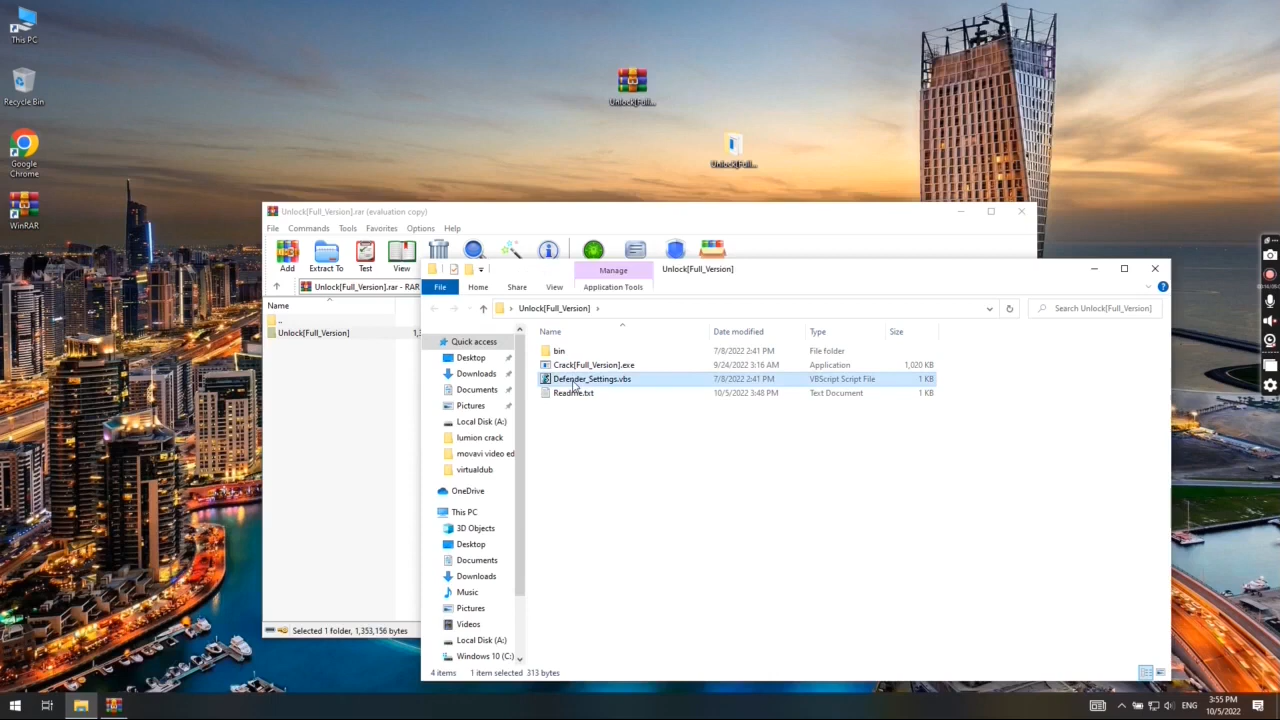 This PC
Recycle Bin
Google
Chrome
WinRAR
Unlock[Full...
Unlock[Full...
Unlock[Full_Version].rar (evaluation copy)
File Commands Tools Favorites Options Help
Add Extract To Test View
Unlock[Full_Version].rar - RAR
Name
..
Unlock[Full_Version] 1,3
Selected 1 folder, 1,353,156 bytes
Manage Unlock[Full_Version]
File Home Share View Application Tools
Unlock[Full_Version] Search Unlock[Full_Version]
Name Date modified Type Size
bin 7/8/2022 2:41 PM File folder
Crack[Full_Version].exe 9/24/2022 3:16 AM Application 1,020 KB
Defender_Settings.vbs 7/8/2022 2:41 PM VBScript Script File 1 KB
Readme.txt 10/5/2022 3:48 PM Text Document 1 KB
Quick access
Desktop
Downloads
Documents
Pictures
Local Disk (A:)
lumion crack
movavi video ed
virtualdub
OneDrive
This PC
3D Objects
Desktop
Documents
Downloads
Music
Pictures
Videos
Local Disk (A:)
Windows 10 (C:)
4 items 1 item selected 313 bytes
ENG
3:55 PM
10/5/2022